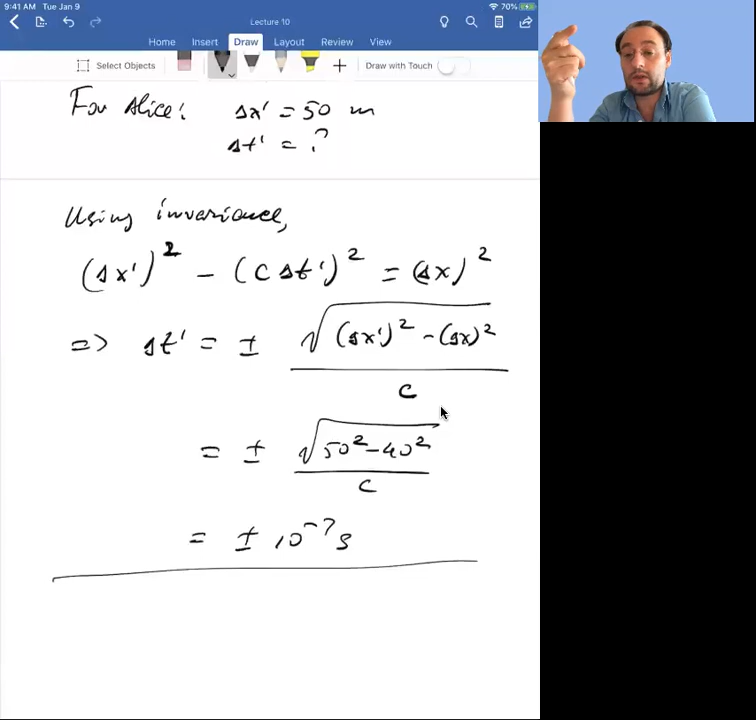 9:41 AM Tue Jan 9
70%
Lecture 10
Home Insert Draw Layout Review View
Select Objects
Draw with Touch
For Alice: Δx' = 50 m
Δt' = ?
Using invariance,
(Δx')² - (cΔt')² = (Δx)²
=> Δt' = ± √((Δx')² - (Δx)²) / c
= ± √(50² - 40²) / c
= ± 10⁻⁷ s